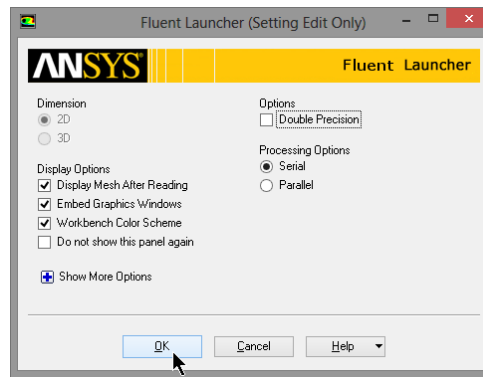 Fluent Launcher (Setting Edit Only)
ANSYS
Fluent Launcher
Dimension
2D
3D
Display Options
Display Mesh After Reading
Embed Graphics Windows
Workbench Color Scheme
Do not show this panel again
Show More Options
Options
Double Precision
Processing Options
Serial
Parallel
OK
Cancel
Help